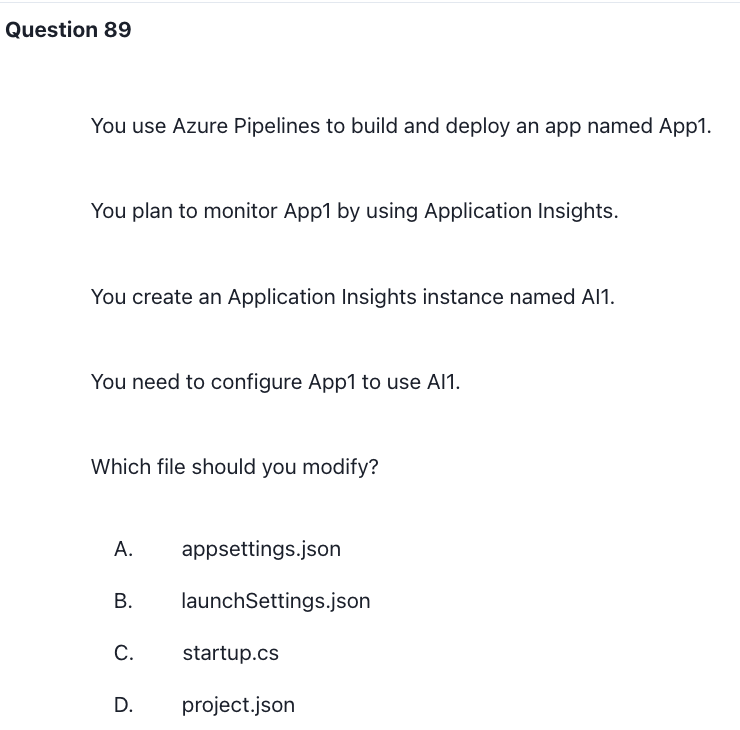 Question 89
You use Azure Pipelines to build and deploy an app named App1.
You plan to monitor App1 by using Application Insights.
You create an Application Insights instance named AI1.
You need to configure App1 to use AI1.
Which file should you modify?
A. appsettings.json
B. launchSettings.json
C. startup.cs
D. project.json